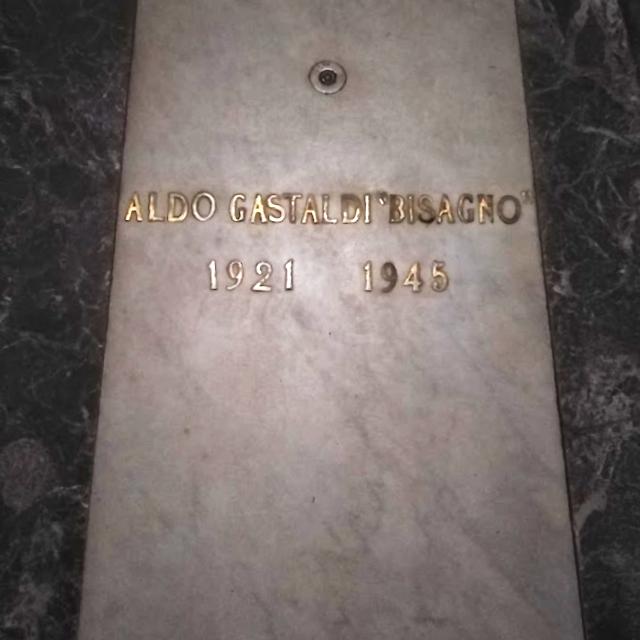 ALDO GASTALDI "BISAGNO"
1921 1945